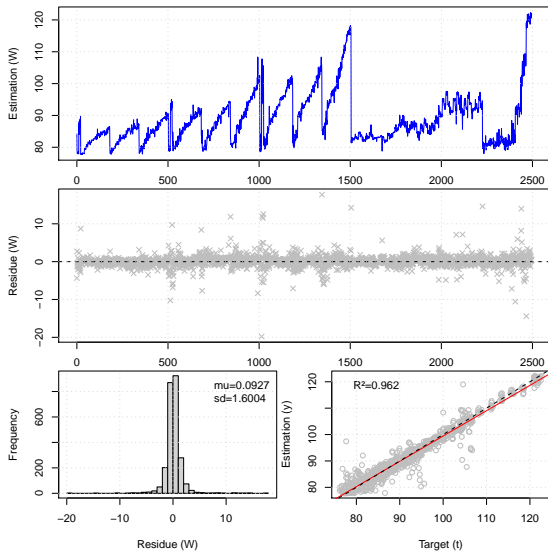 Estimation (W)
80 90 100 110 120
0 500 1000 1500 2000 2500
Residue (W)
−20 −10 0 5 10
0 500 1000 1500 2000 2500
Frequency
0 200 800
mu=0.0927
sd=1.6004
−20 −10 0 10
Residue (W)
Estimation (y)
80 90 100 120
R²=0.962
80 90 100 110 120
Target (t)